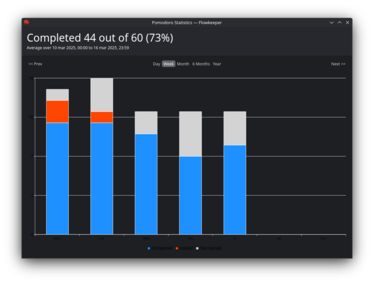 Pomodoro Statistics — Flowkeeper
Completed 44 out of 60 (73%)
Average over 10 mar 2025, 00:00 to 16 mar 2025, 23:59
<< Prev Day Week Month 6 Months Year Next >>